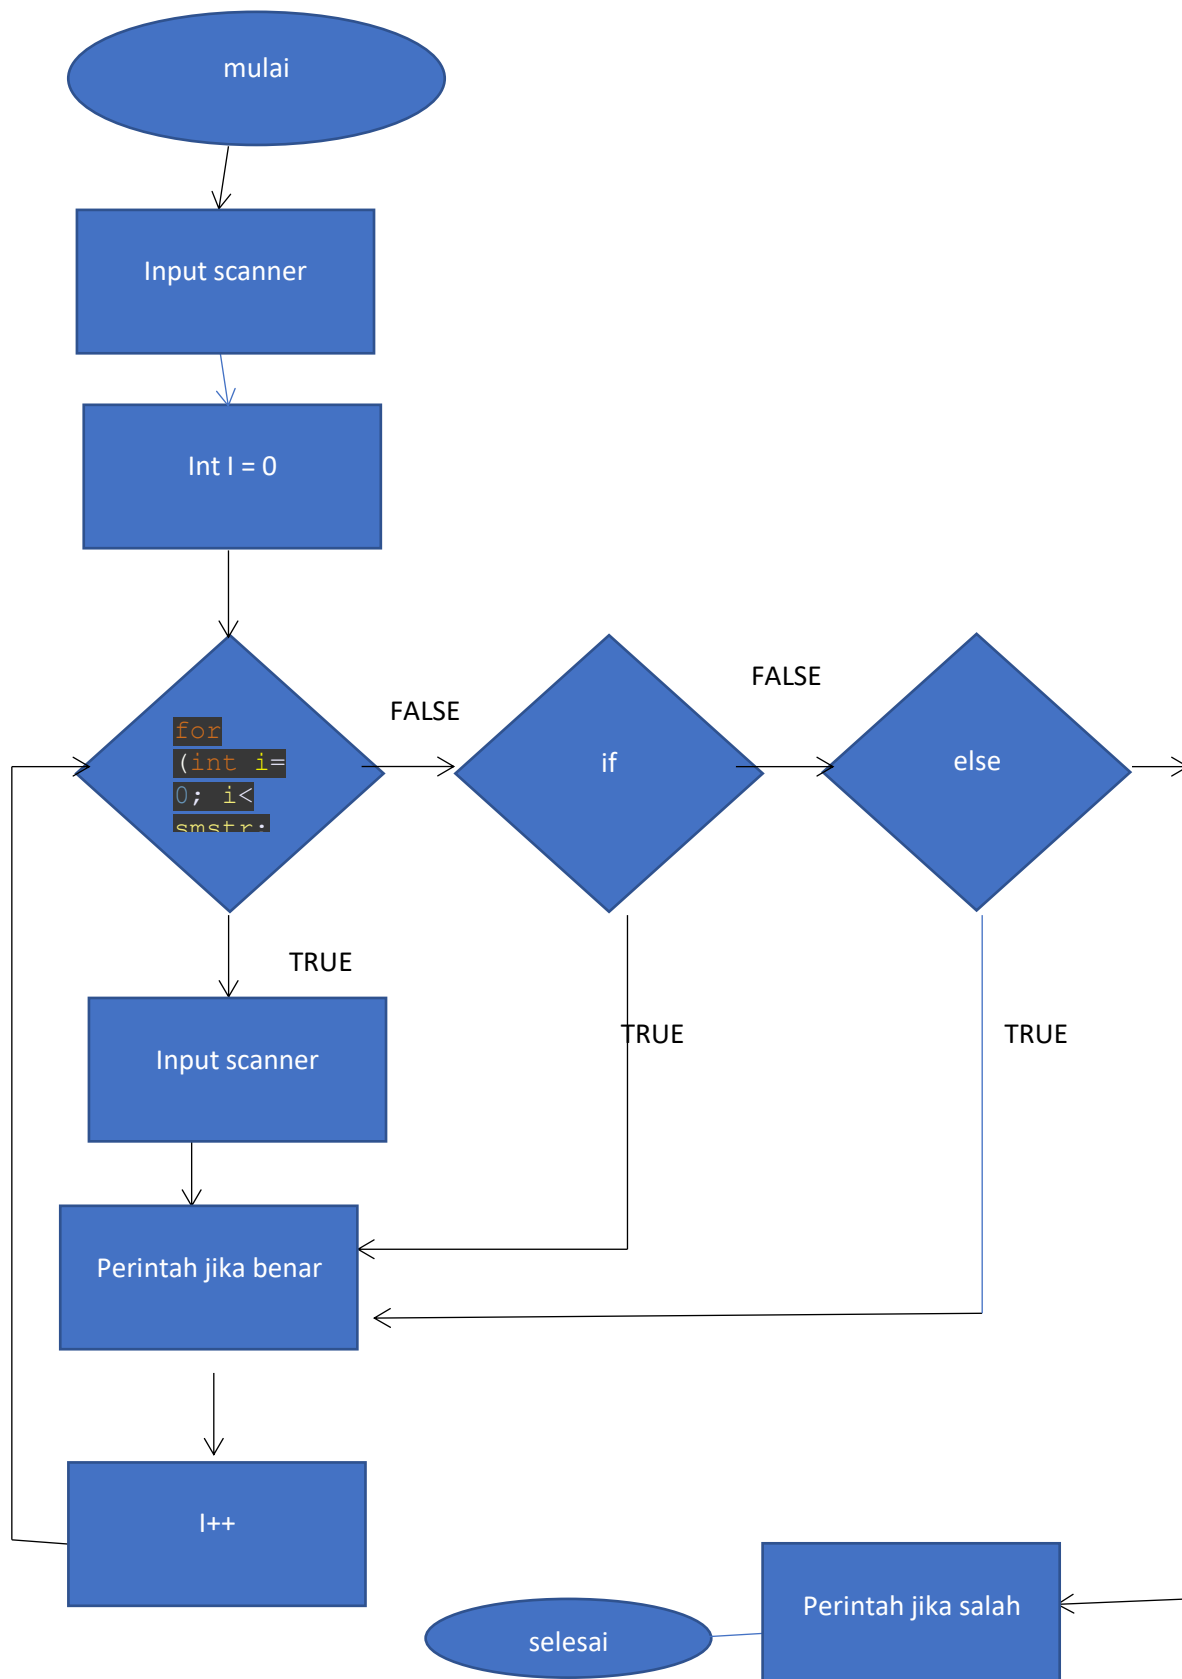 mulai
Input scanner
Int I = 0
for
(int i=
0; i<
smstr;
FALSE
if
FALSE
else
TRUE
TRUE
TRUE
Input scanner
Perintah jika benar
I++
Perintah jika salah
selesai